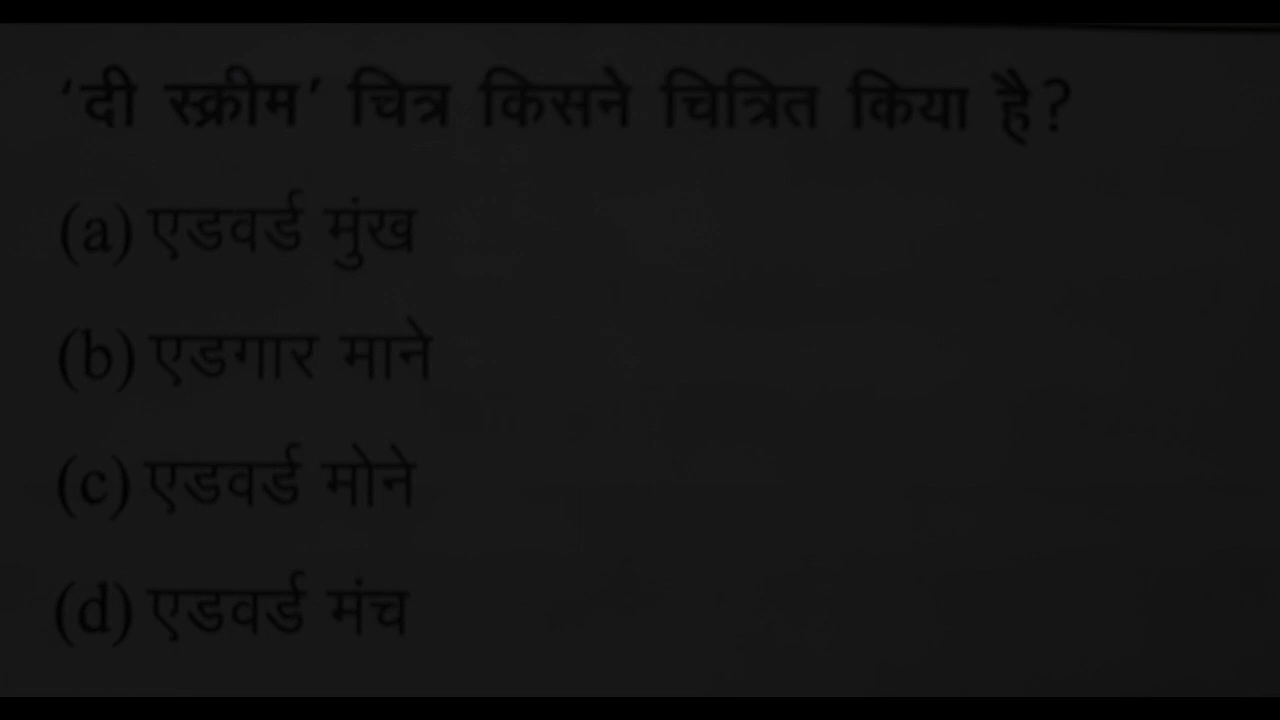 ‘दी स्क्रीम’ चित्र किसने चित्रित किया है?
(a) एडवर्ड मुंख
(b) एडगार माने
(c) एडवर्ड मोने
(d) एडवर्ड मंच